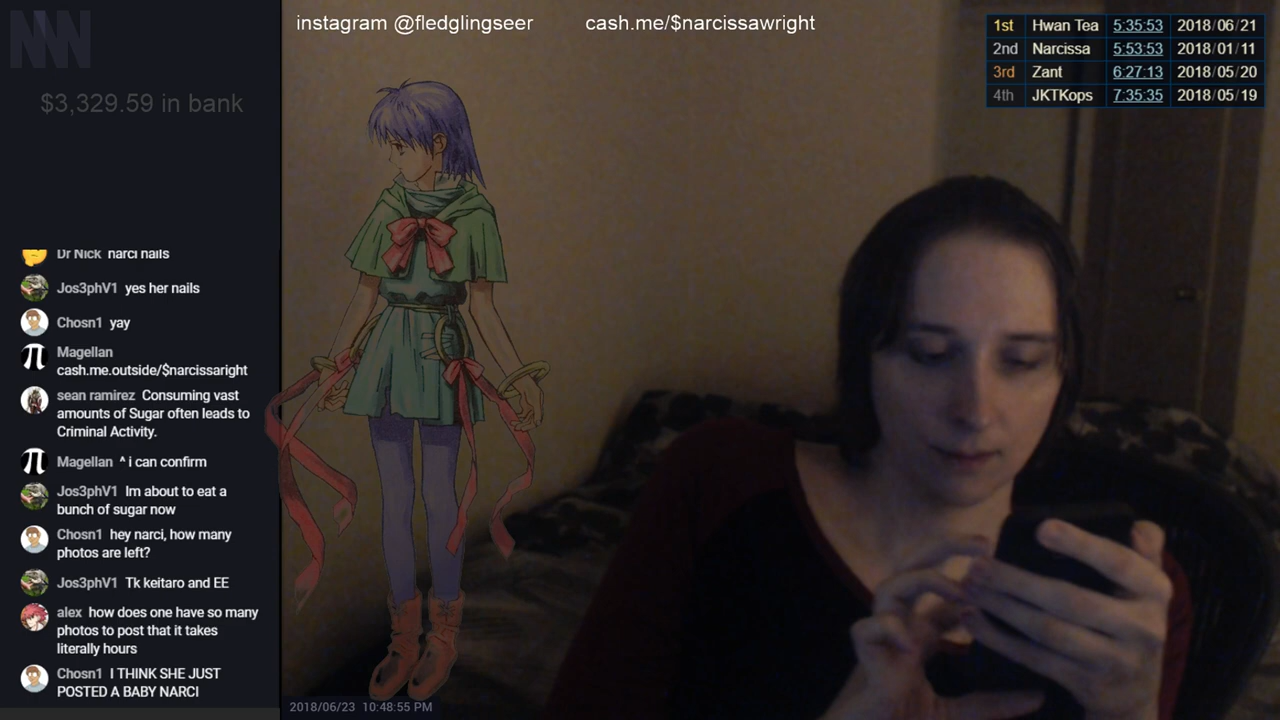 instagram @fledglingseer cash.me/$narcissawright
1st Hwan Tea 5:35:53 2018/06/21
2nd Narcissa 5:53:53 2018/01/11
3rd Zant 6:27:13 2018/05/20
4th JKTKops 7:35:35 2018/05/19
NNN
$3,329.59 in bank
Dr Nick narci nails
Jos3phV1 yes her nails
Chosn1 yay
Magellan
cash.me.outside/$narcissaright
sean ramirez Consuming vast
amounts of Sugar often leads to
Criminal Activity.
Magellan ^ i can confirm
Jos3phV1 Im about to eat a
bunch of sugar now
Chosn1 hey narci, how many
photos are left?
Jos3phV1 Tk keitaro and EE
alex how does one have so many
photos to post that it takes
literally hours
Chosn1 I THINK SHE JUST
POSTED A BABY NARCI
2018/06/23 10:48:55 PM